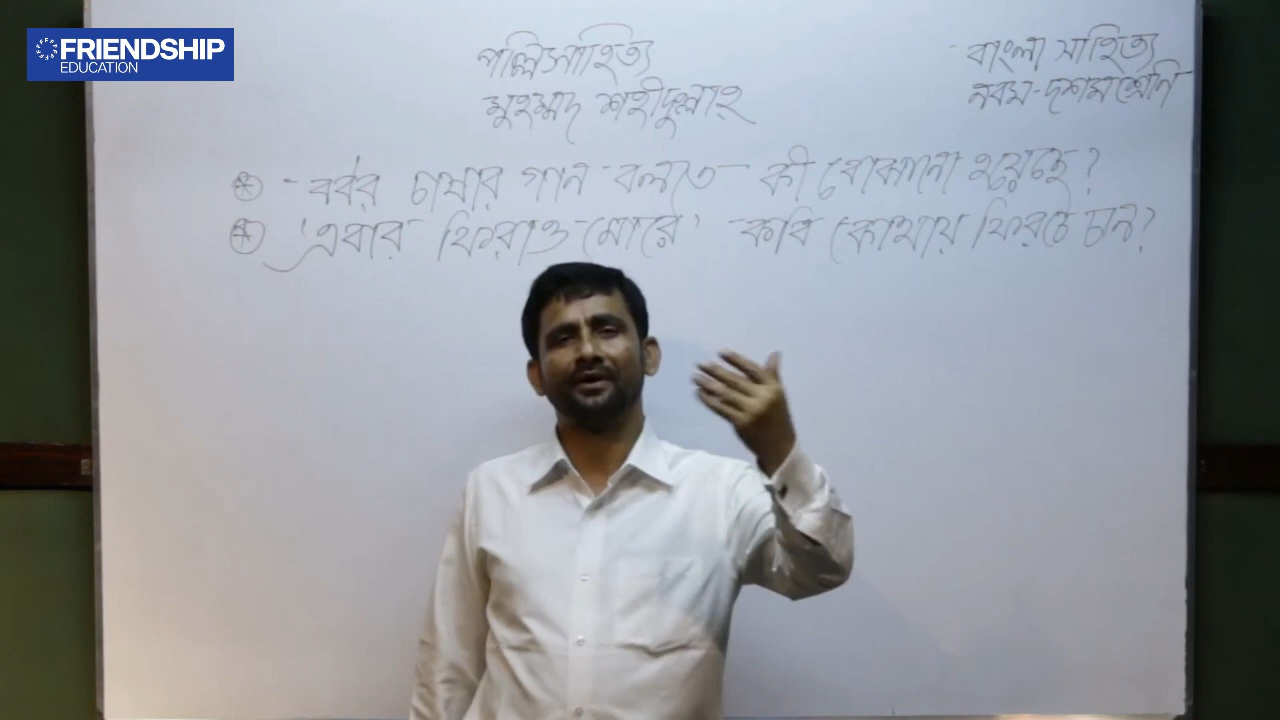 FRIENDSHIP
EDUCATION
পল্লিসাহিত্য
মুহম্মদ শহীদুল্লাহ্
বাংলা সাহিত্য
নবম-দশম শ্রেণি
- বর্বর চাষার গান - বলতে কী বোঝানো হয়েছে?
'এবার ফিরাও মোরে' - কবি কোথায় ফিরতে চান?